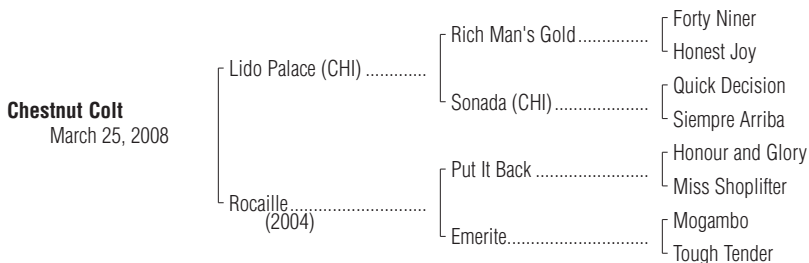 Forty Niner
Rich Man's Gold...............
Honest Joy
Lido Palace (CHI) .............
Quick Decision
Sonada (CHI)....................
Siempre Arriba
Chestnut Colt
March 25, 2008
Honour and Glory
Put It Back ........................
Miss Shoplifter
Rocaille.............................
(2004)
Mogambo
Emerite..............................
Tough Tender